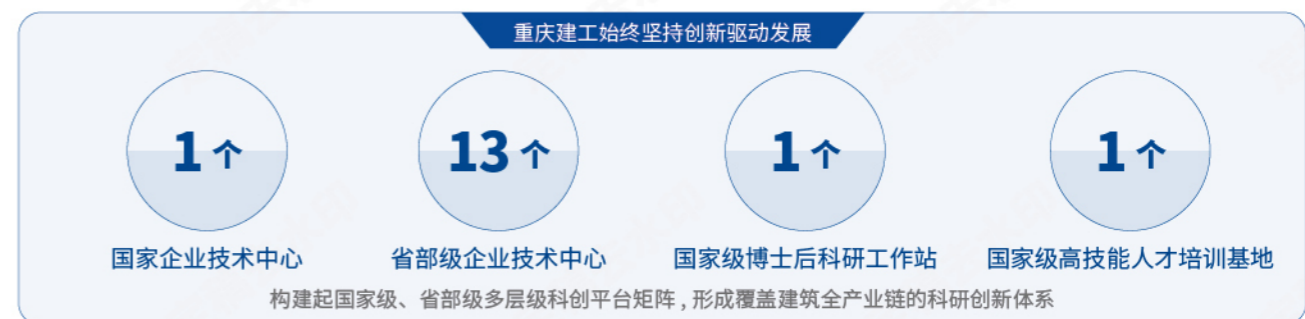 重庆建工始终坚持创新驱动发展
1个 13个 1个 1个
国家企业技术中心 省部级企业技术中心 国家级博士后科研工作站 国家级高技能人才培训基地
构建起国家级、省部级多层级科创平台矩阵,形成覆盖建筑全产业链的科研创新体系